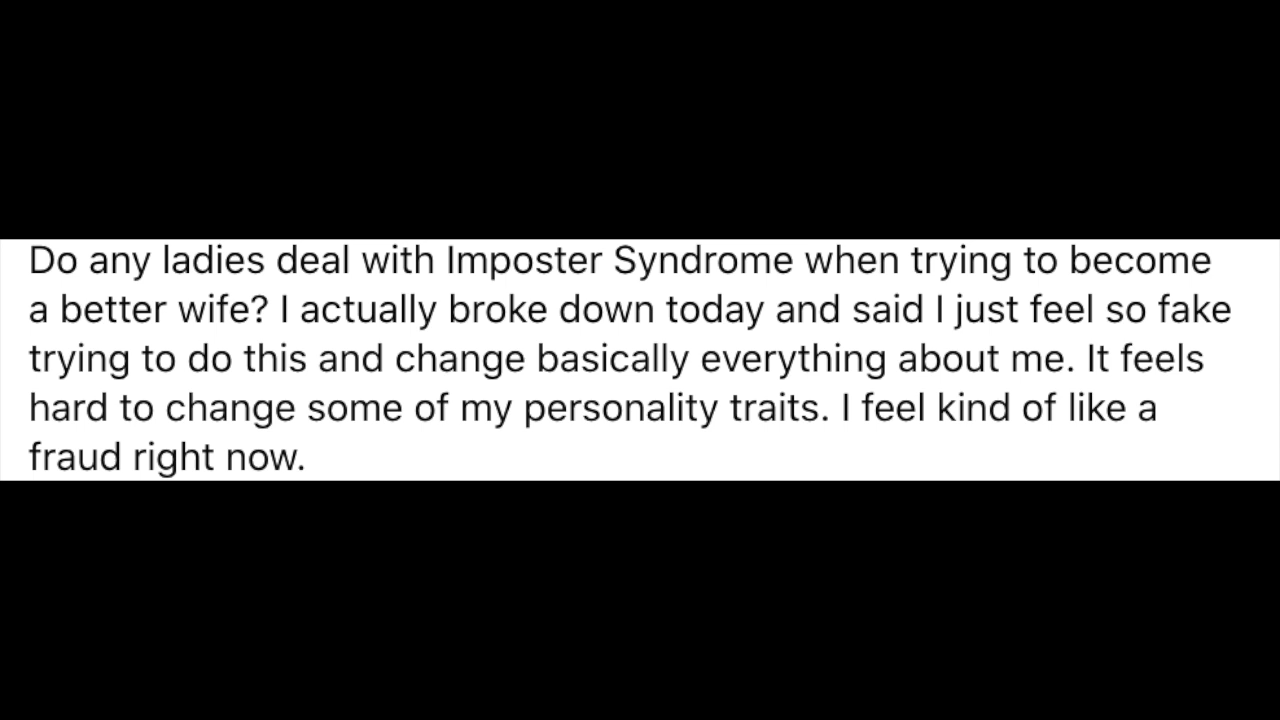 Do any ladies deal with Imposter Syndrome when trying to become
a better wife? I actually broke down today and said I just feel so fake
trying to do this and change basically everything about me. It feels
hard to change some of my personality traits. I feel kind of like a
fraud right now.